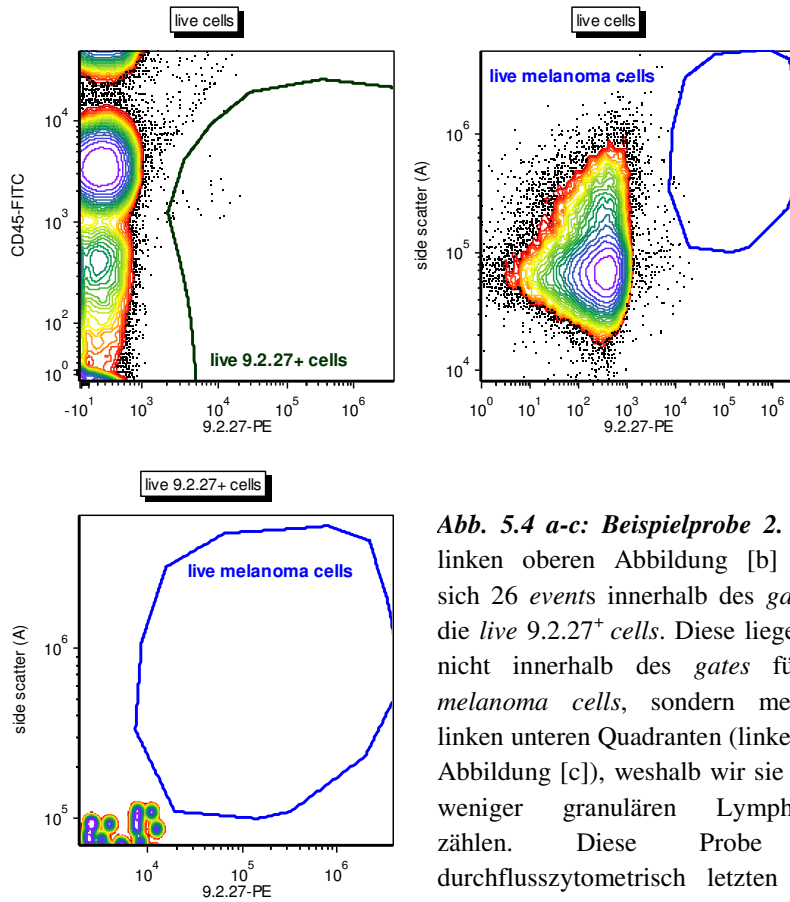 live cells
CD45-FITC
10^4
10^3
10^2
10^0
live 9.2.27+ cells
-10^1 10^3 10^4 10^5 10^6
9.2.27-PE
live cells
side scatter (A)
live melanoma cells
10^6
10^5
10^4
10^0 10^1 10^2 10^3 10^4 10^5 10^6
9.2.27-PE
live 9.2.27+ cells
side scatter (A)
live melanoma cells
10^6
10^5
10^4 10^5 10^6
9.2.27-PE
Abb. 5.4 a-c: Beispielprobe 2.
linken oberen Abbildung [b]
sich 26 events innerhalb des ga
die live 9.2.27+ cells. Diese liege
nicht innerhalb des gates fü
melanoma cells, sondern me
linken unteren Quadranten (linke
Abbildung [c]), weshalb wir sie
weniger granulären Lymph
zählen. Diese Probe
durchflusszytometrisch letzten